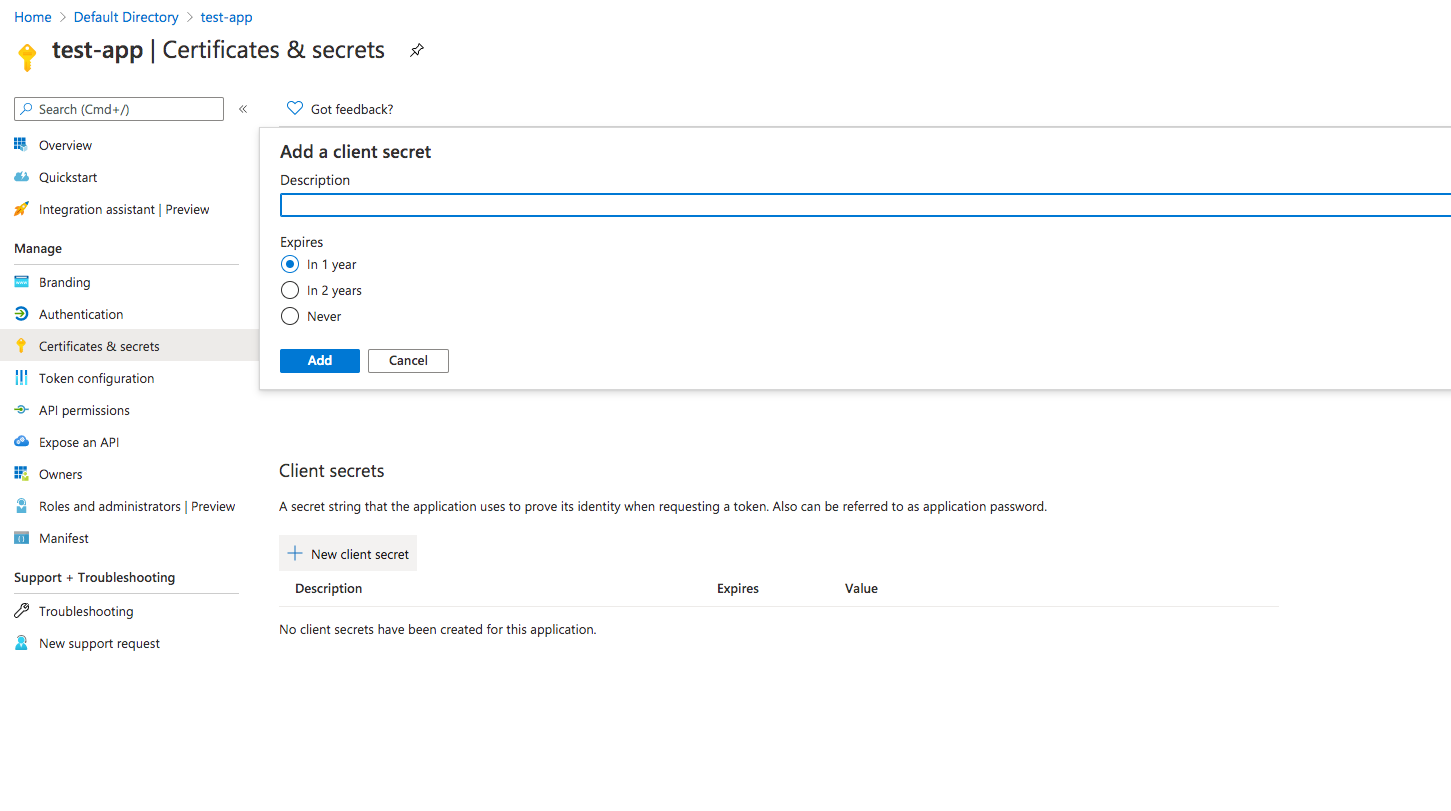 Home > Default Directory > test-app
test-app | Certificates & secrets
Search (Cmd+/)
«
Overview
Quickstart
Integration assistant | Preview
Manage
Branding
Authentication
Certificates & secrets
Token configuration
API permissions
Expose an API
Owners
Roles and administrators | Preview
Manifest
Support + Troubleshooting
Troubleshooting
New support request
Got feedback?
Add a client secret
Description
Expires
In 1 year
In 2 years
Never
Add Cancel
Client secrets
A secret string that the application uses to prove its identity when requesting a token. Also can be referred to as application password.
New client secret
Description Expires Value
No client secrets have been created for this application.